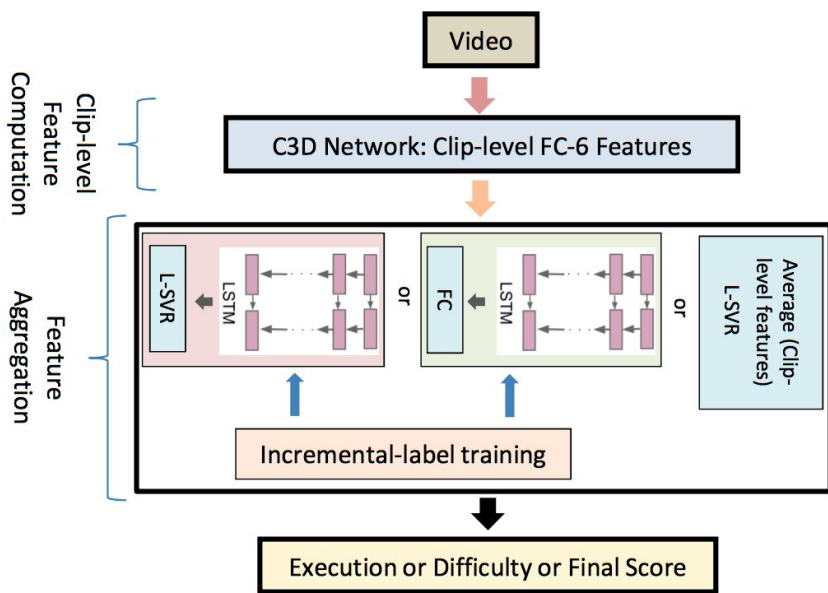 Video
Clip-level
Feature
Computation
C3D Network: Clip-level FC-6 Features
Feature
Aggregation
L-SVR
LSTM
or
FC
LSTM
or
Average (Clip-
level features)
L-SVR
Incremental-label training
Execution or Difficulty or Final Score